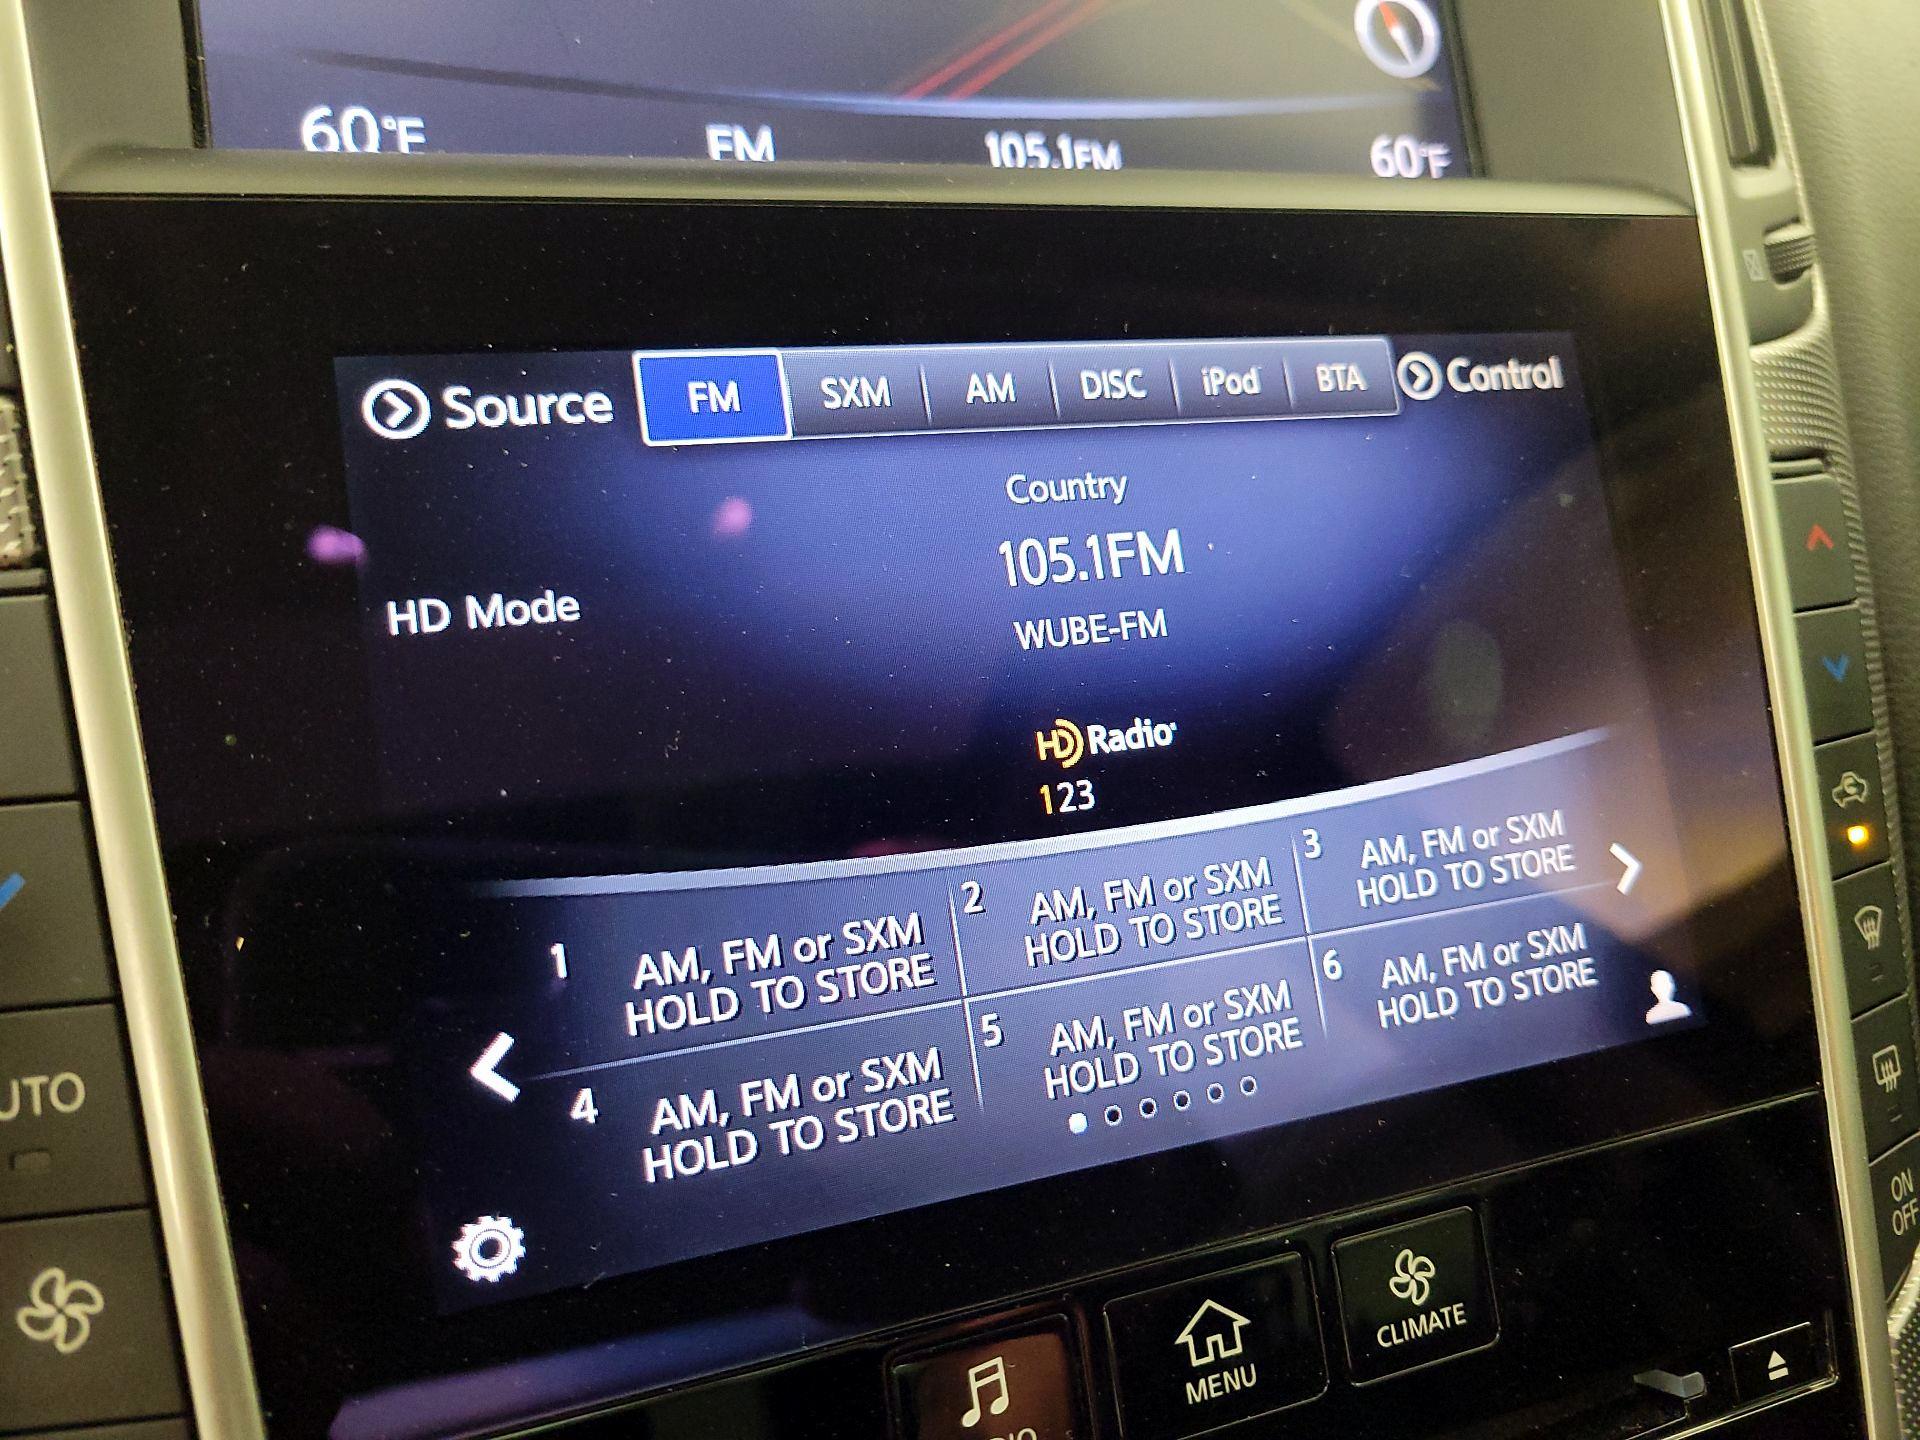 60°F FM 105.1FM 60°F
Source FM SXM AM DISC iPod BTA Control
Country
105.1FM
HD Mode
WUBE-FM
HD Radio
123
1 AM, FM or SXM
HOLD TO STORE
2 AM, FM or SXM
HOLD TO STORE
3 AM, FM or SXM
HOLD TO STORE
4 AM, FM or SXM
HOLD TO STORE
5 AM, FM or SXM
HOLD TO STORE
6 AM, FM or SXM
HOLD TO STORE
MENU
CLIMATE
ON
OFF